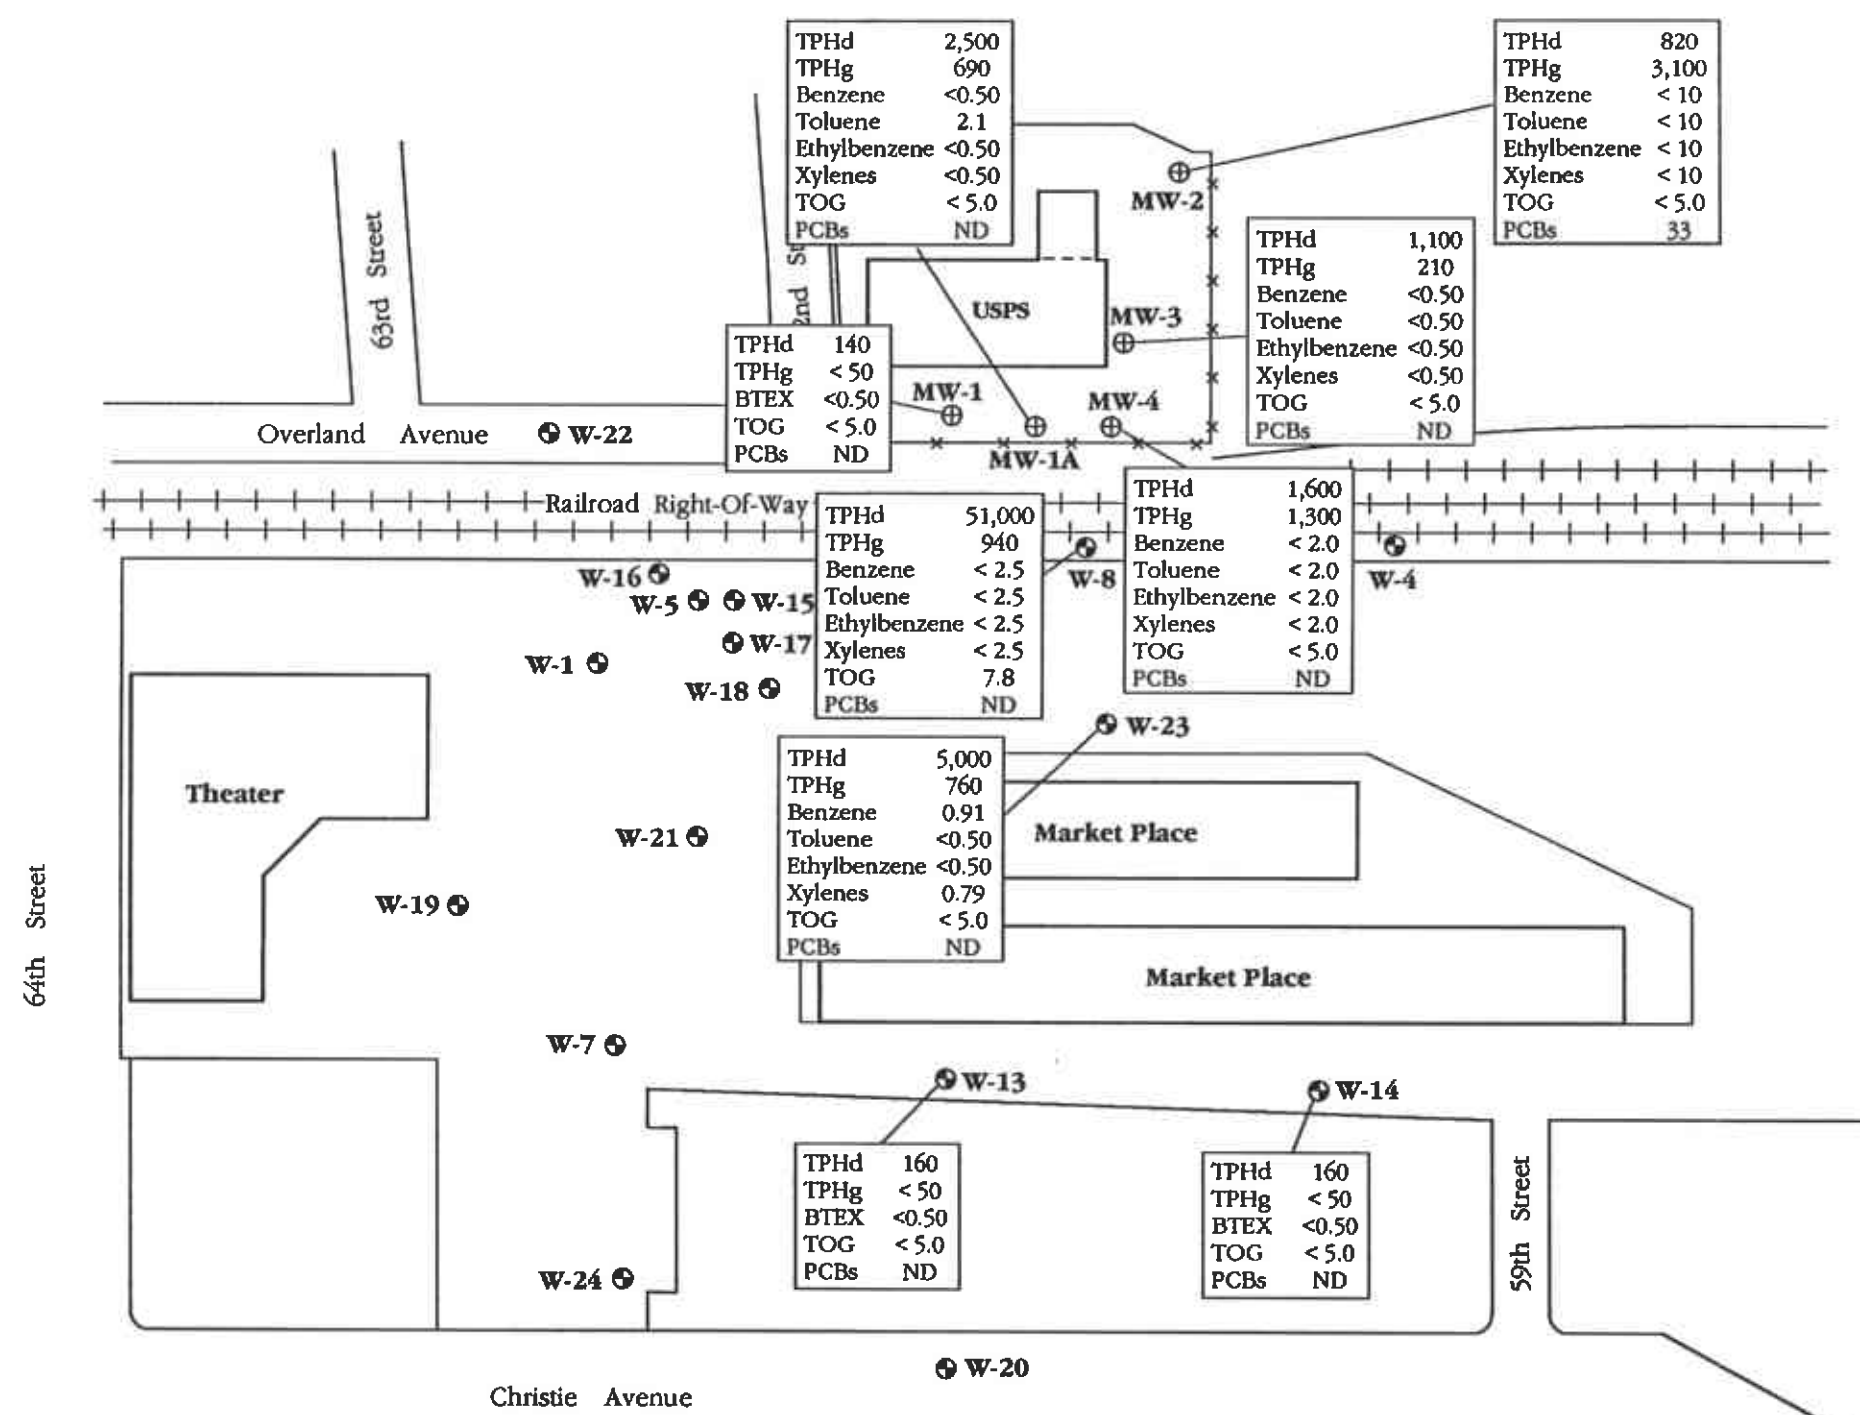 TPHd 2,500
TPHg 690
Benzene <0.50
Toluene 2.1
Ethylbenzene <0.50
Xylenes <0.50
TOG < 5.0
PCBs ND
TPHd 820
TPHg 3,100
Benzene < 10
Toluene < 10
Ethylbenzene < 10
Xylenes < 10
TOG < 5.0
PCBs 33
MW-2
TPHd 1,100
TPHg 210
Benzene <0.50
Toluene <0.50
Ethylbenzene <0.50
Xylenes <0.50
TOG < 5.0
PCBs ND
63rd Street
2nd
USPS
MW-3
TPHd 140
TPHg < 50
BTEX <0.50
TOG < 5.0
PCBs ND
MW-1
MW-4
MW-1A
Overland Avenue
W-22
Railroad Right-Of-Way
TPHd 51,000
TPHg 940
Benzene < 2.5
Toluene < 2.5
Ethylbenzene < 2.5
Xylenes < 2.5
TOG 7.8
PCBs ND
W-8
TPHd 1,600
TPHg 1,300
Benzene < 2.0
Toluene < 2.0
Ethylbenzene < 2.0
Xylenes < 2.0
TOG < 5.0
PCBs ND
W-4
W-16
W-5
W-15
W-17
W-1
W-18
W-23
Theater
TPHd 5,000
TPHg 760
Benzene 0.91
Toluene <0.50
Ethylbenzene <0.50
Xylenes 0.79
TOG < 5.0
PCBs ND
Market Place
W-21
W-19
64th Street
Market Place
W-7
W-13
W-14
TPHd 160
TPHg < 50
BTEX <0.50
TOG < 5.0
PCBs ND
TPHd 160
TPHg < 50
BTEX <0.50
TOG < 5.0
PCBs ND
59th Street
W-24
W-20
Christie Avenue